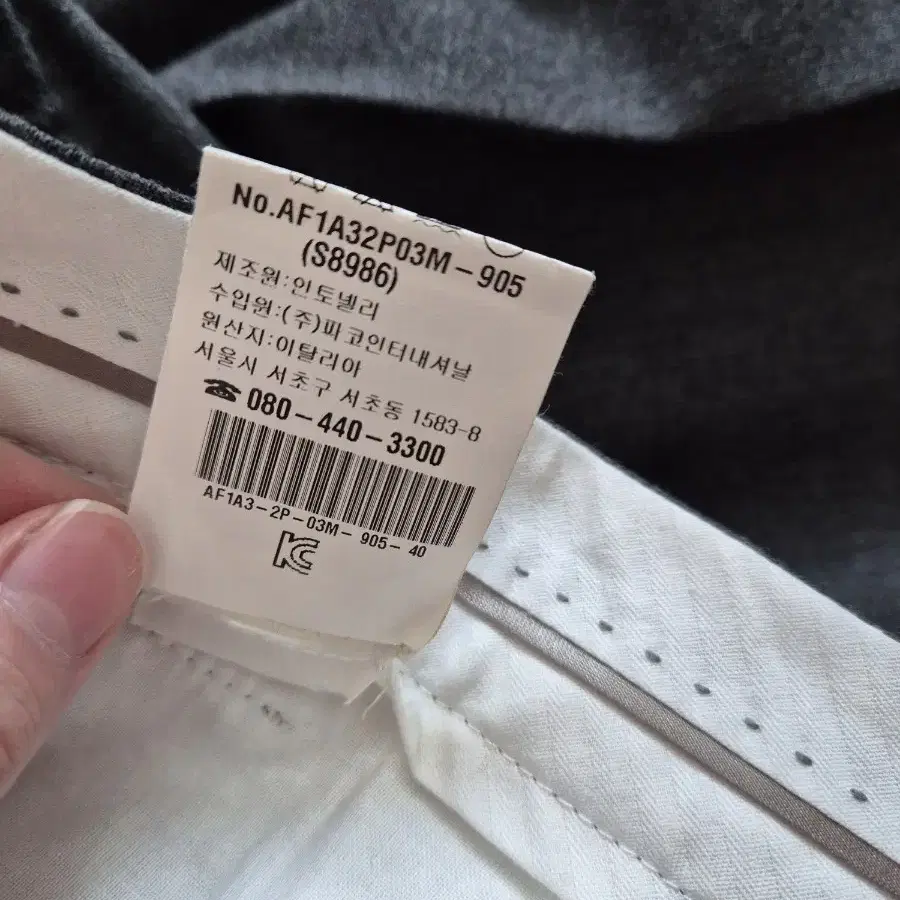 No.AF1A32P03M-905
(S8986)
제조원:인토넬리
수입원:(주)파코인터내셔날
원산지:이탈리아
서울시 서초구 서초동 1583-8
☎ 080-440-3300
AF1A3-2P-03M-905-40
KC